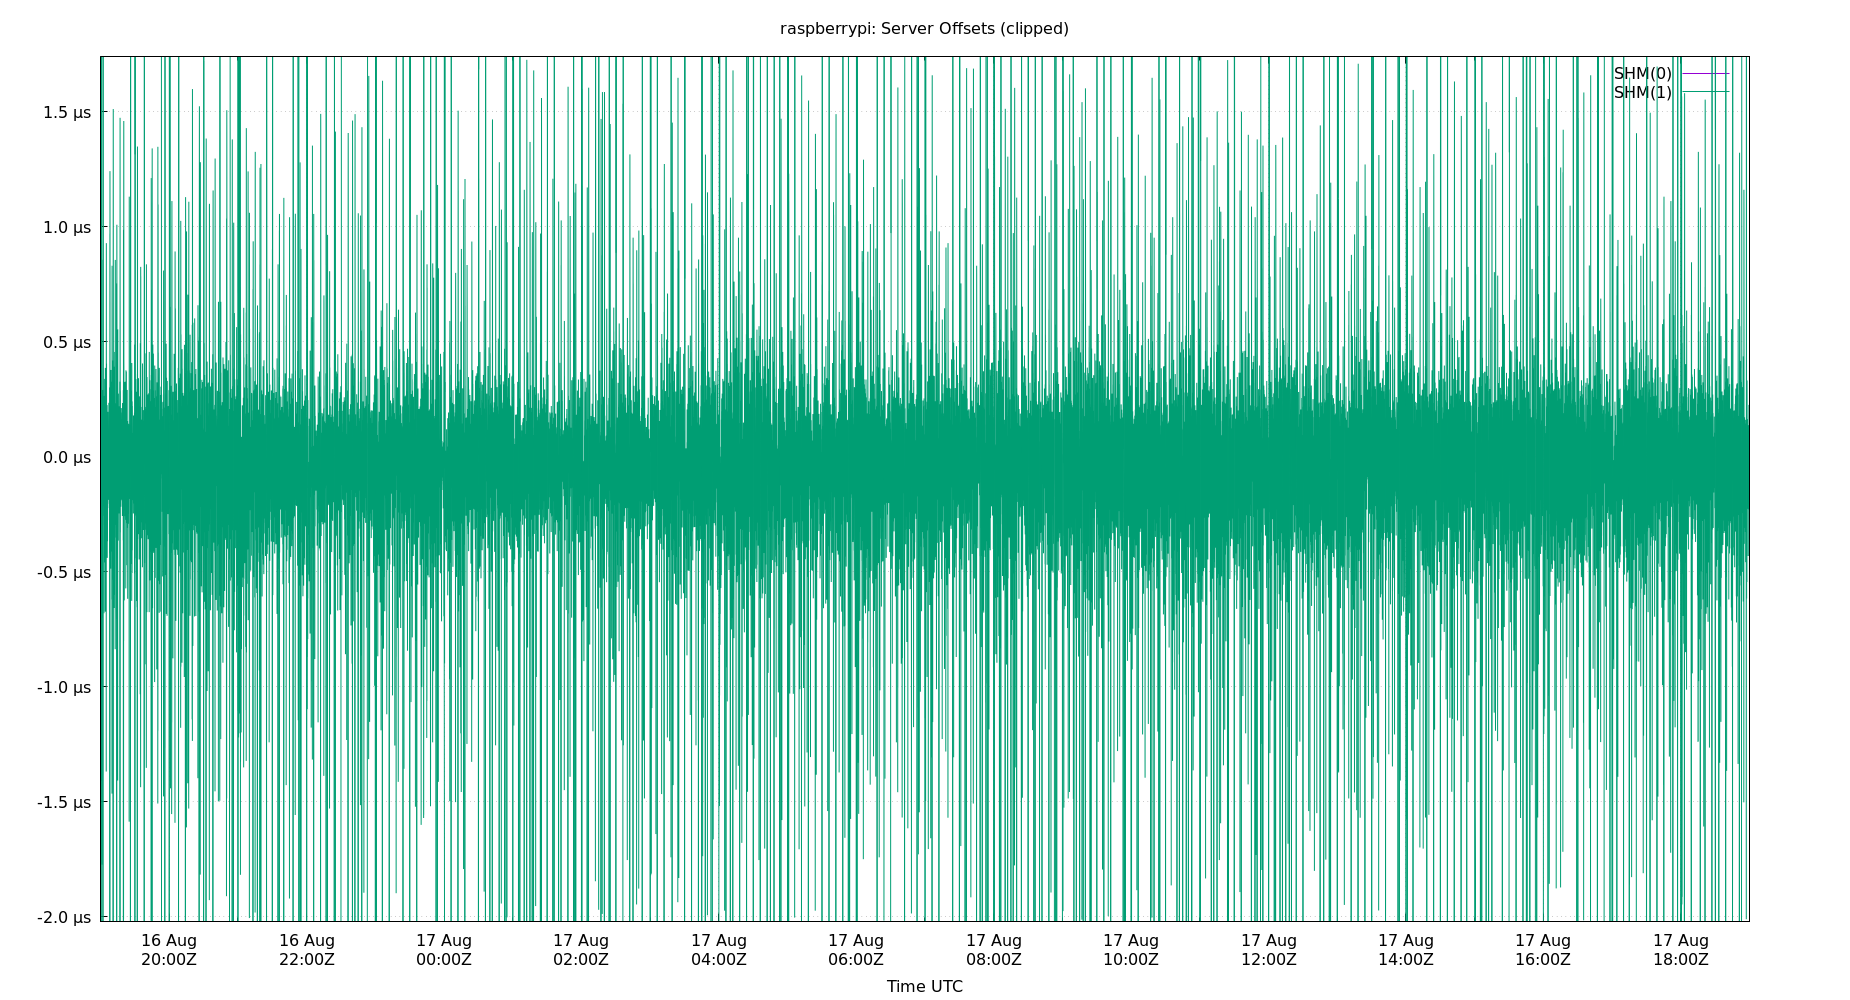 raspberrypi: Server Offsets (clipped)
SHM(0)
SHM(1)
1.5 µs
1.0 µs
0.5 µs
0.0 µs
-0.5 µs
-1.0 µs
-1.5 µs
-2.0 µs
16 Aug 16 Aug 17 Aug 17 Aug 17 Aug 17 Aug 17 Aug 17 Aug 17 Aug 17 Aug 17 Aug 17 Aug
20:00Z 22:00Z 00:00Z 02:00Z 04:00Z 06:00Z 08:00Z 10:00Z 12:00Z 14:00Z 16:00Z 18:00Z
Time UTC